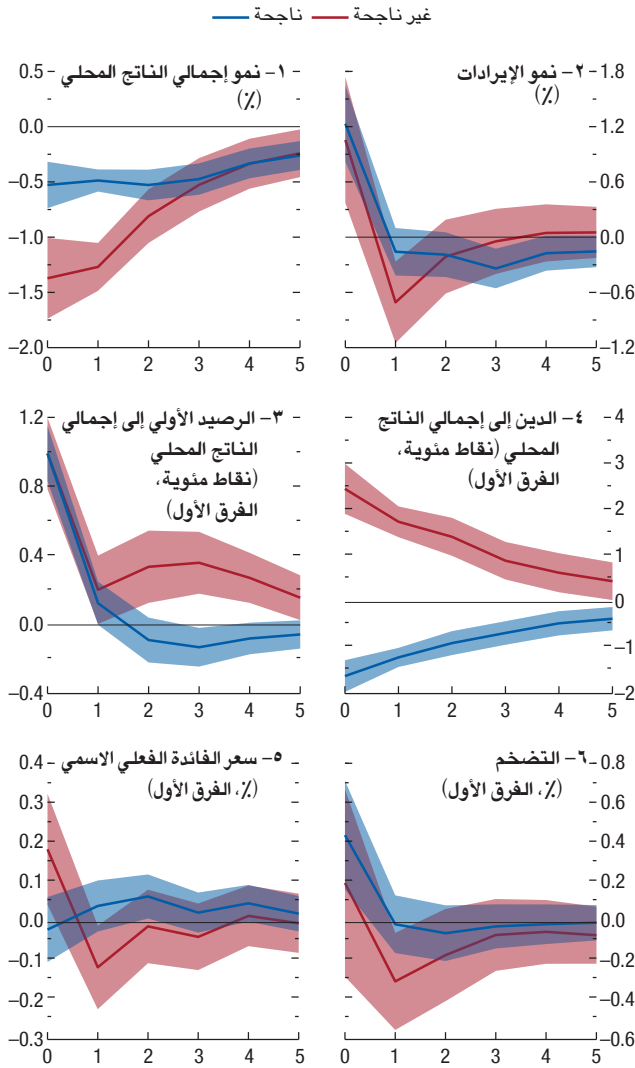 غير ناجحة ناجحة
١- نمو إجمالي الناتج المحلي
(٪)
0.5
0.0
–0.5
–1.0
–1.5
–2.0
0 1 2 3 4 5
٢- نمو الإيرادات
(٪)
1.8
1.2
0.6
0.0
–0.6
–1.2
0 1 2 3 4 5
٣- الرصيد الأولي إلى إجمالي
الناتج المحلي
(نقاط مئوية،
الفرق الأول)
1.2
0.8
0.4
0.0
–0.4
0 1 2 3 4 5
٤- الدين إلى إجمالي الناتج
المحلي (نقاط مئوية،
الفرق الأول)
4
3
2
1
0
–1
–2
0 1 2 3 4 5
٥- سعر الفائدة الفعلي الاسمي
(٪، الفرق الأول)
0.4
0.3
0.2
0.1
0.0
–0.1
–0.2
–0.3
0 1 2 3 4 5
٦- التضخم
(٪، الفرق الأول)
0.8
0.6
0.4
0.2
0.0
–0.2
–0.4
–0.6
0 1 2 3 4 5